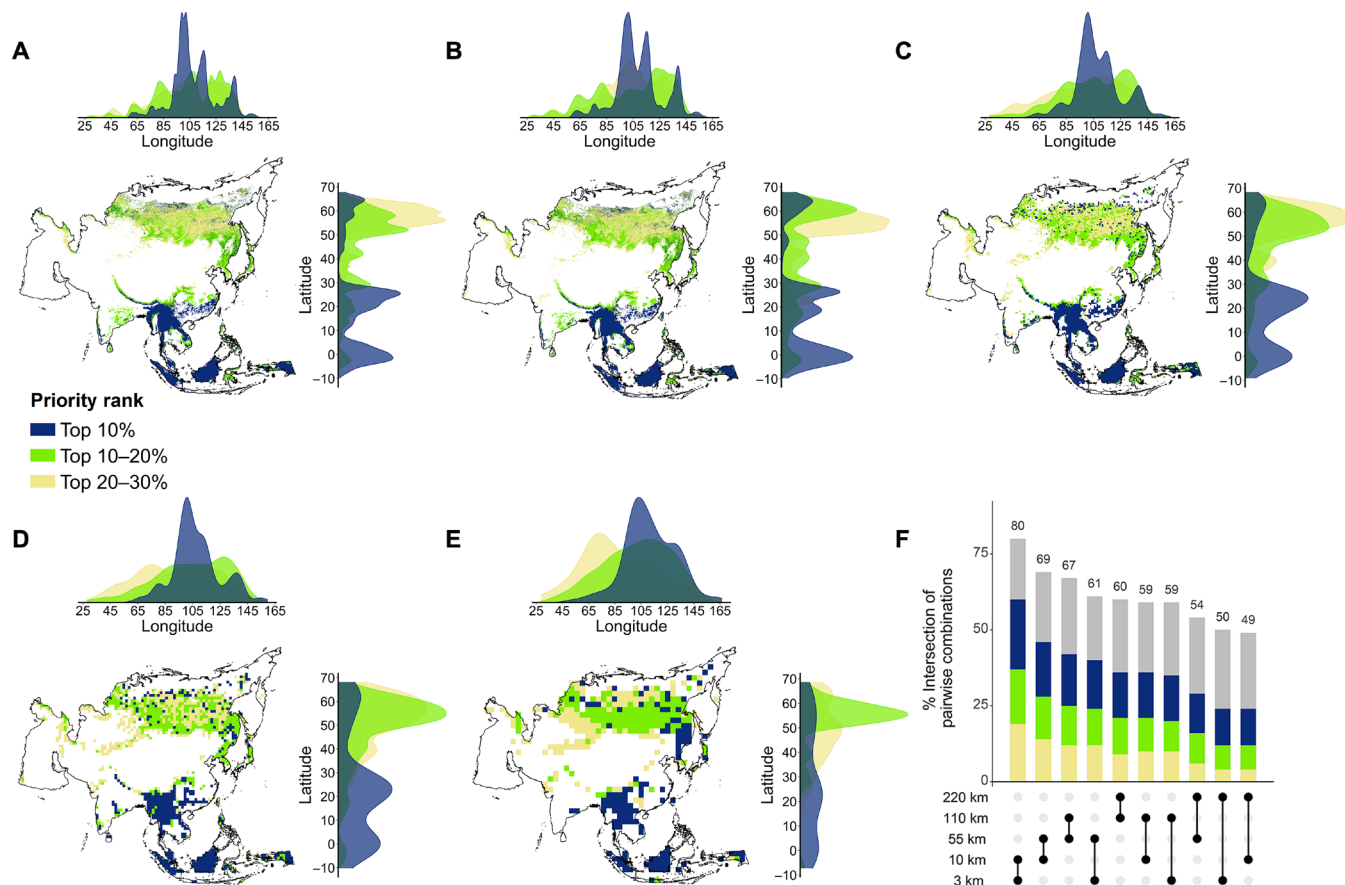 A
B
C
25 45 65 85 105 125 145 165
Longitude
25 45 65 85 105 125 145 165
Longitude
25 45 65 85 105 125 145 165
Longitude
70
60
50
40
30
20
10
0
−10
Latitude
70
60
50
40
30
20
10
0
−10
Latitude
70
60
50
40
30
20
10
0
−10
Latitude
Priority rank
Top 10%
Top 10–20%
Top 20–30%
D
E
F
25 45 65 85 105 125 145 165
Longitude
25 45 65 85 105 125 145 165
Longitude
70
60
50
40
30
20
10
0
−10
Latitude
70
60
50
40
30
20
10
0
−10
Latitude
% Intersection of
pairwise combinations
75
50
25
0
80 69 67 61 60 59 59 54 50 49
220 km
110 km
55 km
10 km
3 km